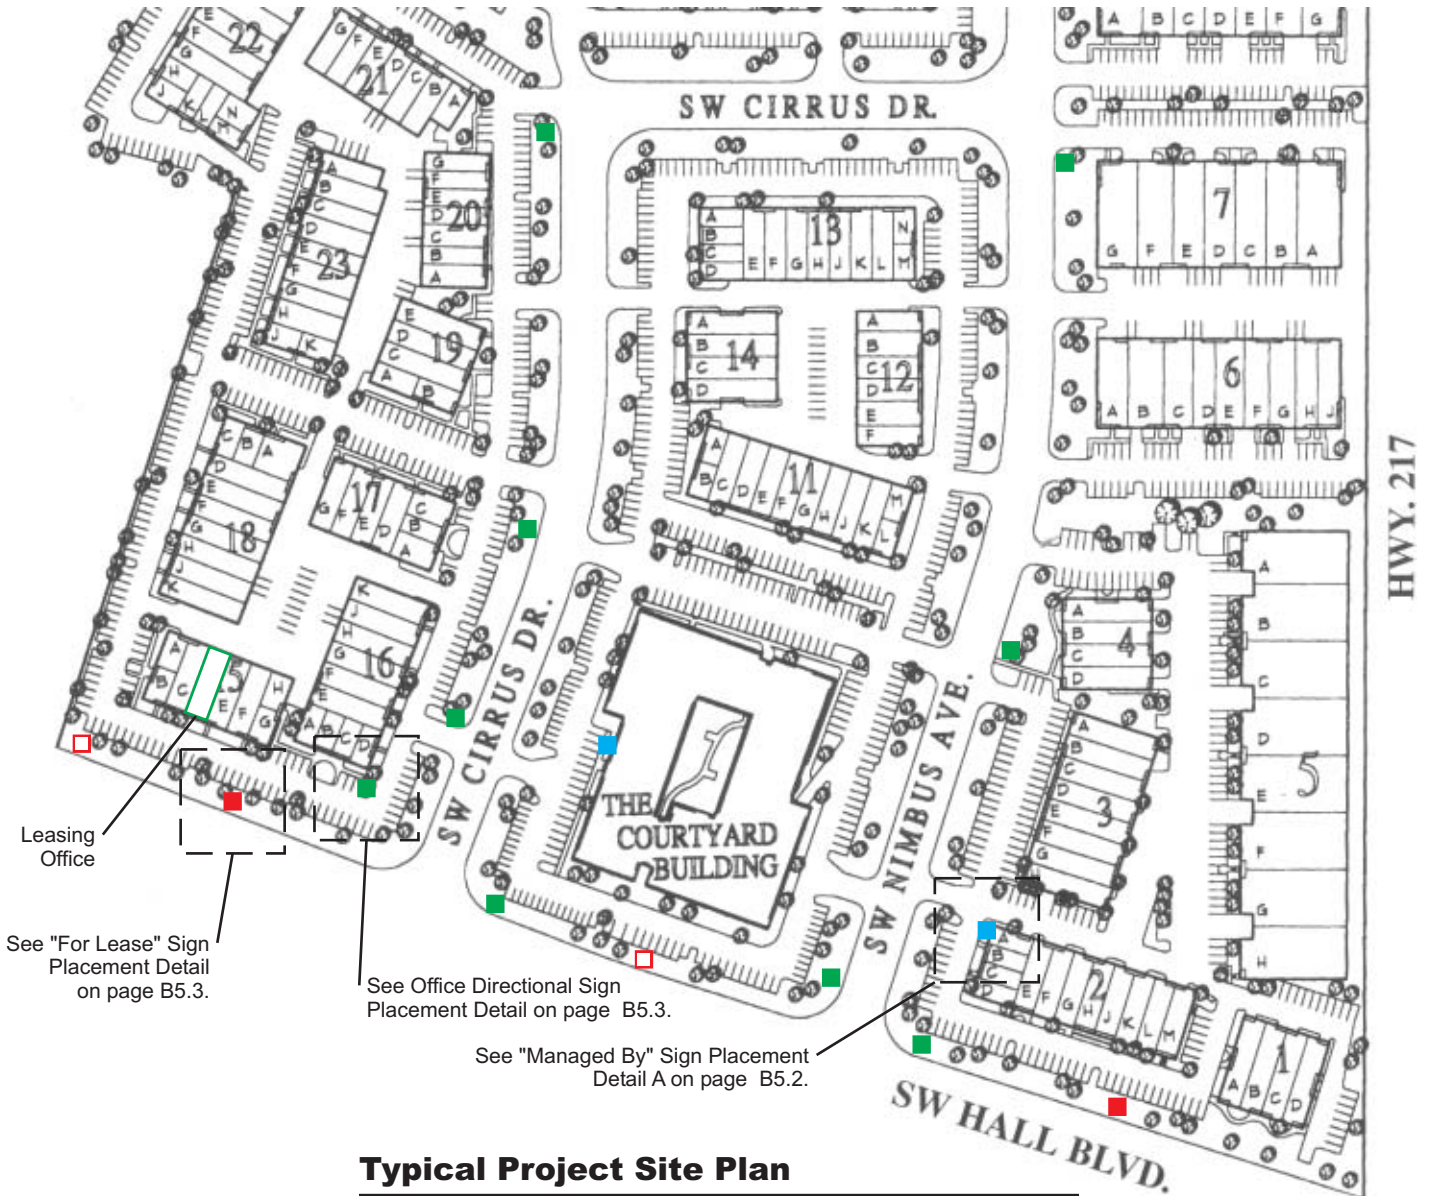 A B C D E F G
E
F
22
G
H
J
K
L
M
N
G F E D C B A
21
SW CIRRUS DR.
G
F
E
D
C
B
A
20
A
B
C
D
E
F
G
H
J
K
23
7
G F E D C B A
A
B
C
D
13
E F G H J K L M
N
E
D
C
A
B
19
A
B
C
D
14
A
B
C
D
E
F
12
6
A B C D E F G H J
HWY. 217
C B A
D
E
F
G
H
J
K
18
17
G F E D
C
B
A
11
A
B C D E F G H J K L
M
K
J
H
G
F
E
16
A B C D
A
B
C
E
F
G
H
SW CIRRUS DR.
THE
COURTYARD
BUILDING
SW NIMBUS AVE.
A
B
C
D
4
A
B
C
D
E
F
G
3
A
B
C
D
E
F
G
H
5
A
B
C
D
E F G H J K L M
2
1
A B C D
Leasing
Office
See "For Lease" Sign
Placement Detail
on page B5.3.
See Office Directional Sign
Placement Detail on page B5.3.
See "Managed By" Sign Placement
Detail A on page B5.2.
SW HALL BLVD.
Typical Project Site Plan